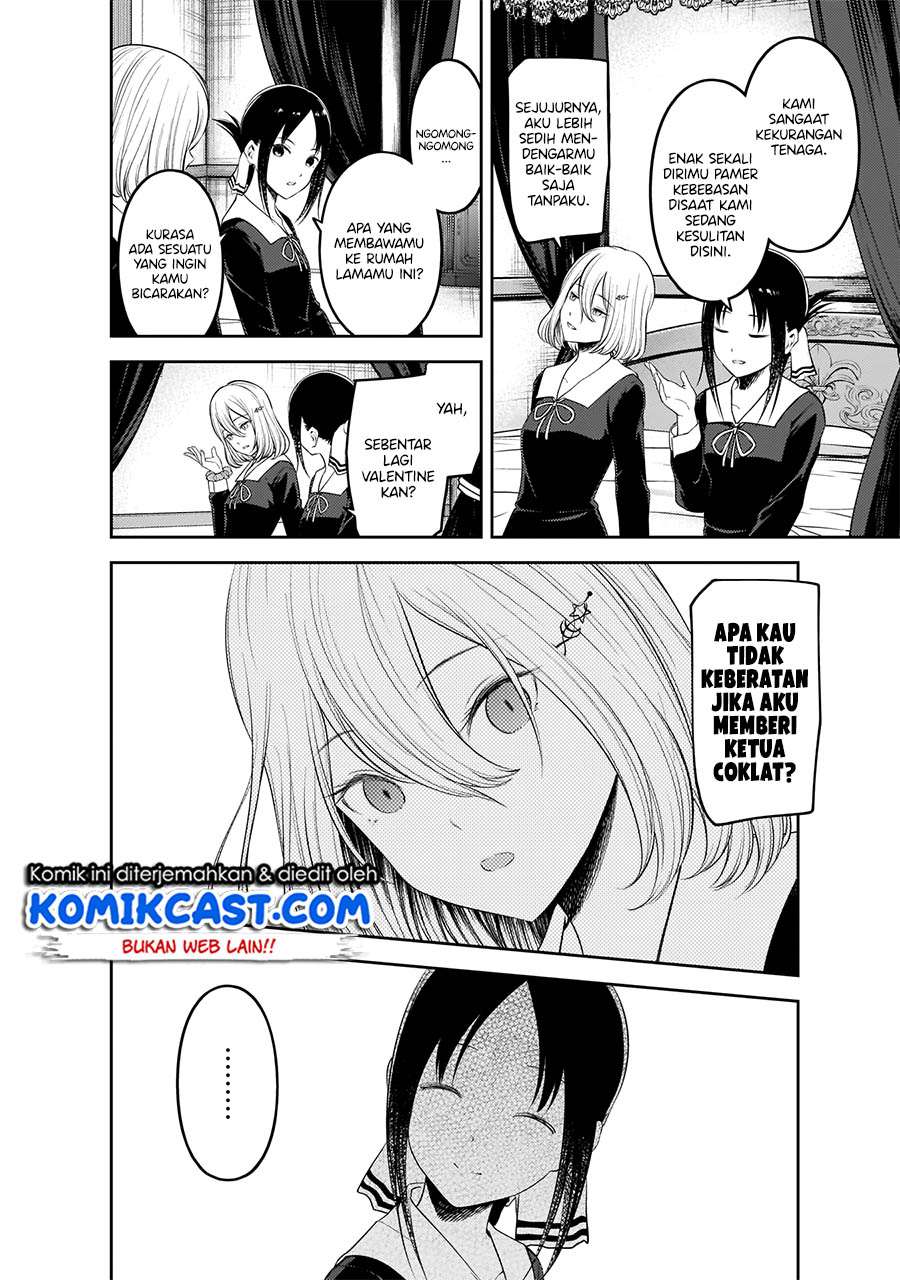 KAMI
SANGAAT
KEKURANGAN
TENAGA.
ENAK SEKALI
DIRIMU PAMER
KEBEBASAN
DISAAT KAMI
SEDANG
KESULITAN
DISINI.
SEJUJURNYA,
AKU LEBIH
SEDIH MEN-
DENGARMU
BAIK-BAIK
SAJA
TANPAKU.
NGOMONG-
NGOMONG
...
APA YANG
MEMBAWAMU
KE RUMAH
LAMAMU INI?
KURASA
ADA SESUATU
YANG INGIN
KAMU
BICARAKAN?
YAH,
SEBENTAR
LAGI
VALENTINE
KAN?
APA KAU
TIDAK
KEBERATAN
JIKA AKU
MEMBERI
KETUA
COKLAT?
Komik ini diterjemahkan & diedit oleh
KOMIKCAST.COM
BUKAN WEB LAIN!!
.........